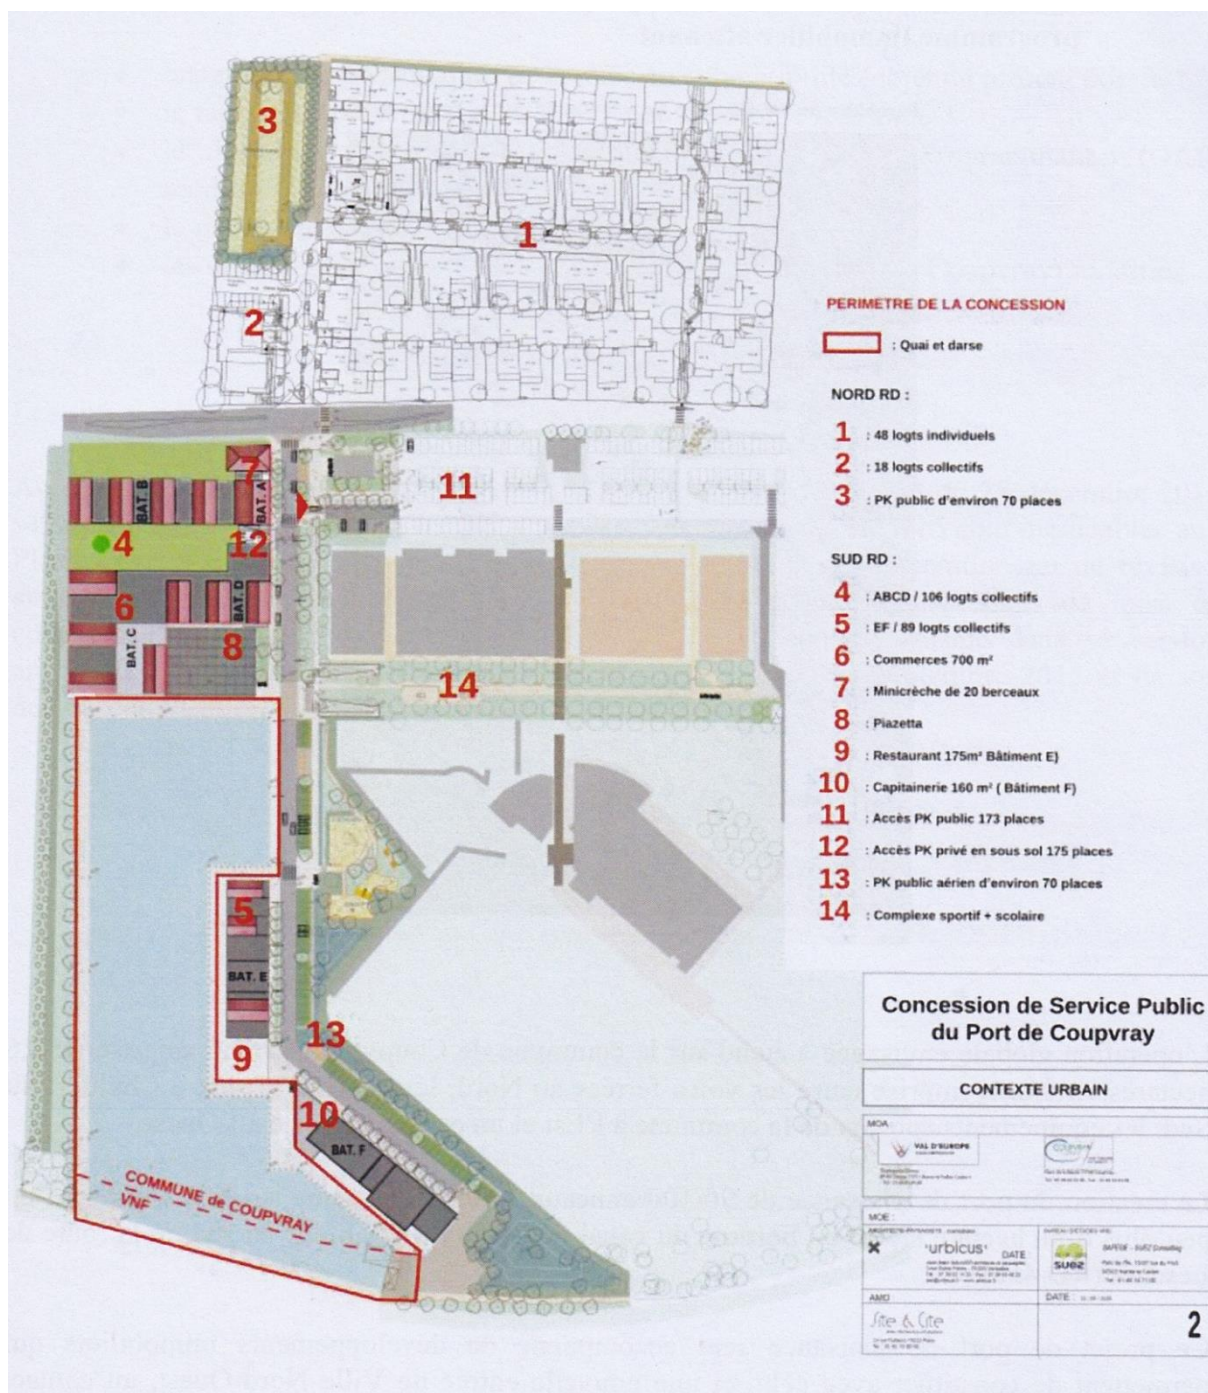 3
1
2
PERIMETRE DE LA CONCESSION
: Quai et darse
NORD RD :
1 : 48 logts individuels
2 : 18 logts collectifs
3 : PK public d'environ 70 places
SUD RD :
4 : ABCD / 106 logts collectifs
5 : EF / 89 logts collectifs
6 : Commerces 700 m²
7 : Minicrèche de 20 berceaux
8 : Piazetta
9 : Restaurant 175m² Bâtiment E)
10 : Capitainerie 160 m² ( Bâtiment F)
11 : Accès PK public 173 places
12 : Accès PK privé en sous sol 175 places
13 : PK public aérien d'environ 70 places
14 : Complexe sportif + scolaire
7
BAT. B
BAT. A
11
4
12
6
BAT. D
BAT. C
8
14
5
BAT. E
9
13
10
BAT. F
COMMUNE de COUPVRAY
VNF
Concession de Service Public
du Port de Coupvray
CONTEXTE URBAIN
MOA :
VAL D'EUROPE
MOE :
'urbicus'
DATE
suez
SAFEGE - SUEZ Consulting
AMO
DATE :
Site & Cite
2